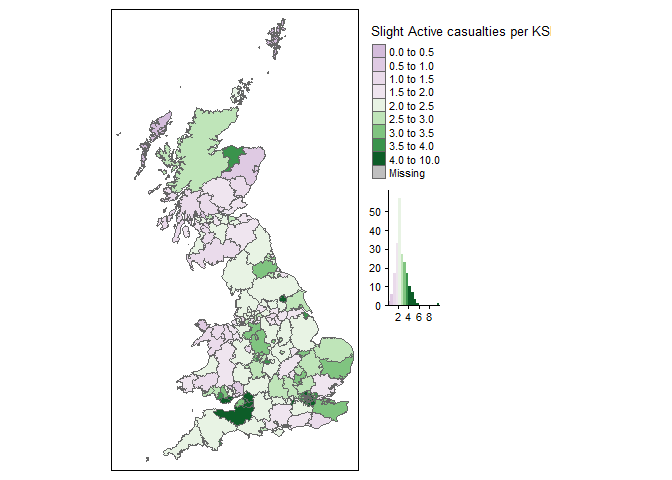 Slight Active casualties per KS
0.0 to 0.5
0.5 to 1.0
1.0 to 1.5
1.5 to 2.0
2.0 to 2.5
2.5 to 3.0
3.0 to 3.5
3.5 to 4.0
4.0 to 10.0
Missing
50
40
30
20
10
0
2 4 6 8